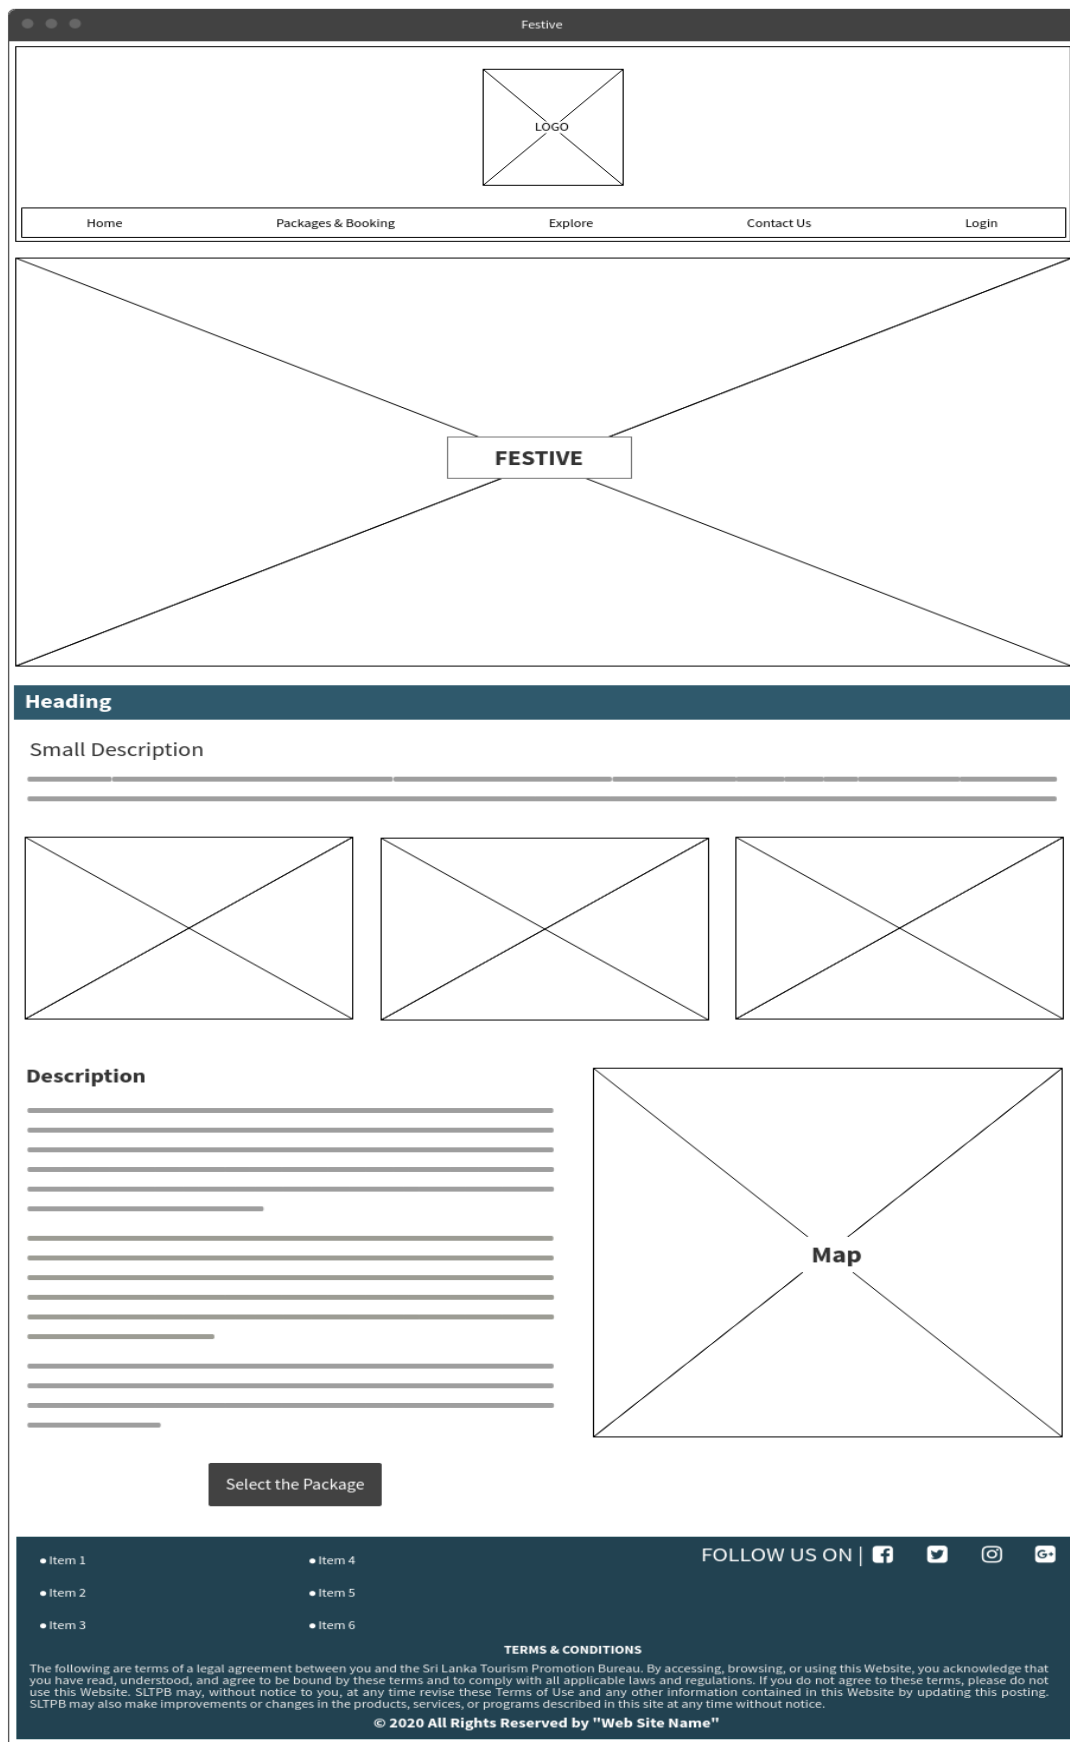 Festive
LOGO
Home Packages & Booking Explore Contact Us Login
FESTIVE
Heading
Small Description
Description
Map
Select the Package
Item 1
Item 2
Item 3
Item 4
Item 5
Item 6
FOLLOW US ON |
TERMS & CONDITIONS
The following are terms of a legal agreement between you and the Sri Lanka Tourism Promotion Bureau. By accessing, browsing, or using this Website, you acknowledge that
you have read, understood, and agree to be bound by these terms and to comply with all applicable laws and regulations. If you do not agree to these terms, please do not
use this Website. SLTPB may, without notice to you, at any time revise these Terms of Use and any other information contained in this Website by updating this posting.
SLTPB may also make improvements or changes in the products, services, or programs described in this site at any time without notice.
© 2020 All Rights Reserved by "Web Site Name"